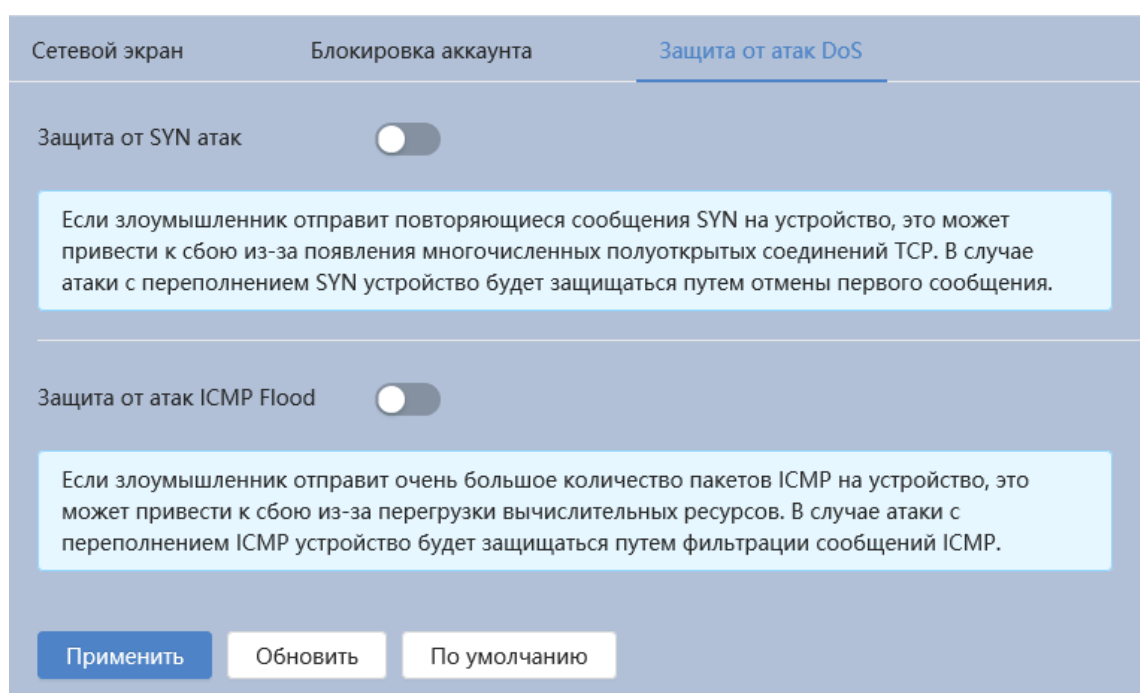 Сетевой экран Блокировка аккаунта Защита от атак DoS
Защита от SYN атак
Если злоумышленник отправит повторяющиеся сообщения SYN на устройство, это может
привести к сбою из-за появления многочисленных полуоткрытых соединений TCP. В случае
атаки с переполнением SYN устройство будет защищаться путем отмены первого сообщения.
Защита от атак ICMP Flood
Если злоумышленник отправит очень большое количество пакетов ICMP на устройство, это
может привести к сбою из-за перегрузки вычислительных ресурсов. В случае атаки с
переполнением ICMP устройство будет защищаться путем фильтрации сообщений ICMP.
Применить Обновить По умолчанию